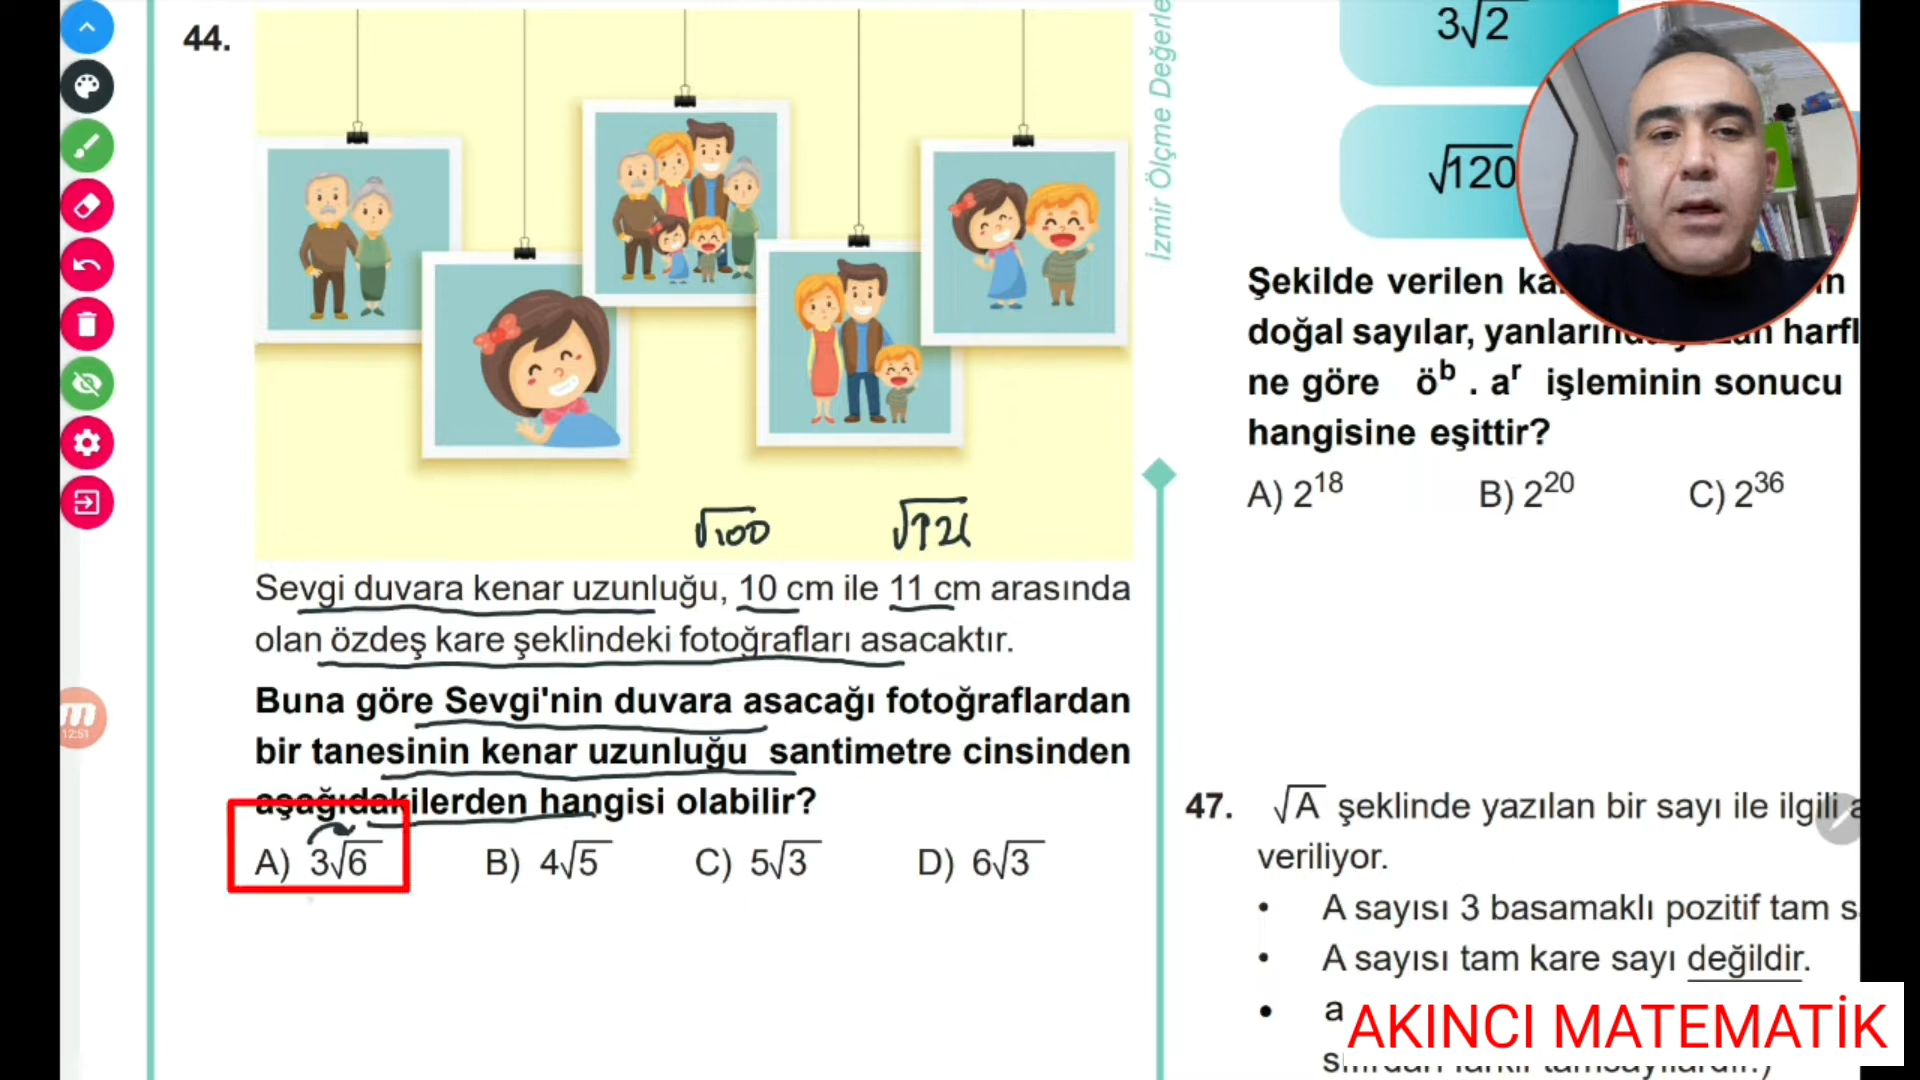 44.
√100 √121
Sevgi duvara kenar uzunluğu, 10 cm ile 11 cm arasında
olan özdeş kare şeklindeki fotoğrafları asacaktır.
Buna göre Sevgi'nin duvara asacağı fotoğraflardan
bir tanesinin kenar uzunluğu santimetre cinsinden
aşağıdakilerden hangisi olabilir?
A) 3√6 B) 4√5 C) 5√3 D) 6√3
12:51
İzmir Ölçme Değerle
3√2
√120
Şekilde verilen ka
doğal sayılar, harfl
ne göre öᵇ . aʳ işleminin sonucu
hangisine eşittir?
A) 2¹⁸ B) 2²⁰ C) 2³⁶
47. √A şeklinde yazılan bir sayı ile ilgili a
veriliyor.
• A sayısı 3 basamaklı pozitif tam s
• A sayısı tam kare sayı değildir.
• a
AKINCI MATEMATİK